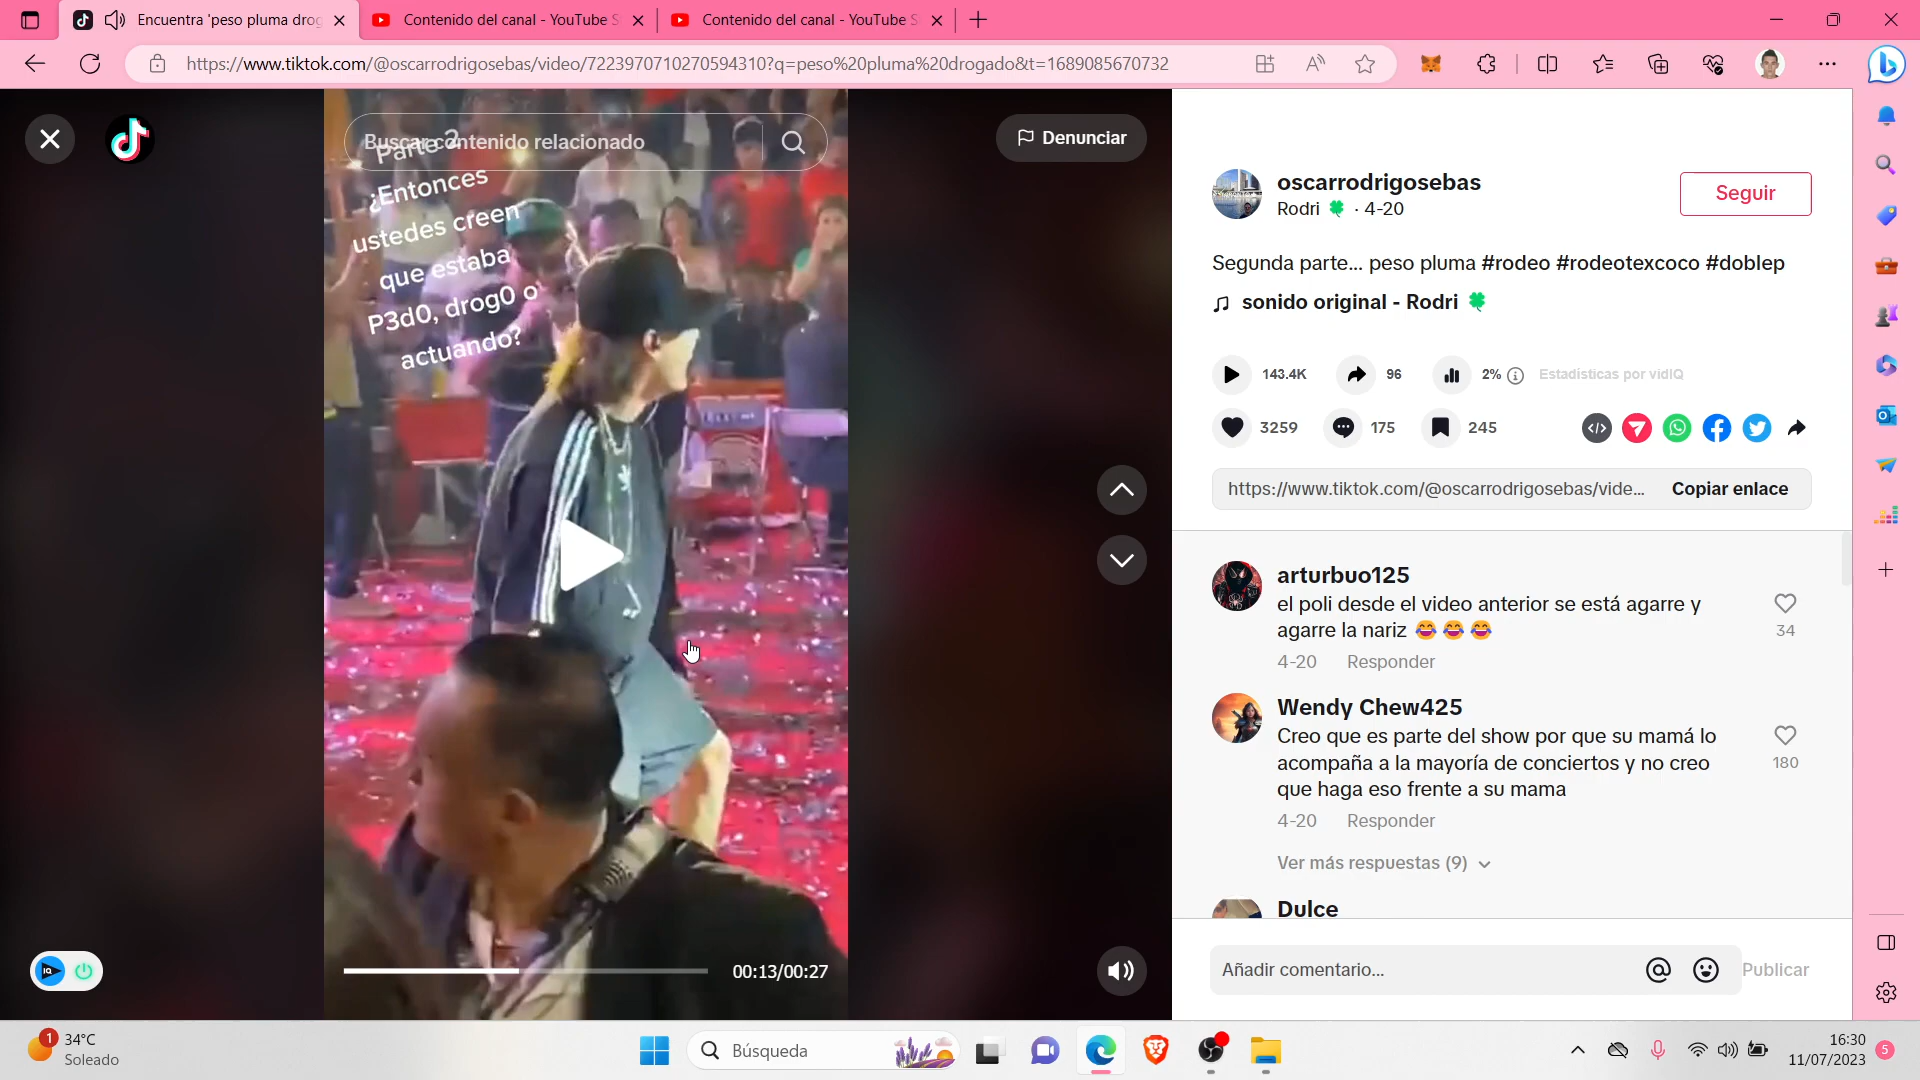 Encuentra 'peso pluma drog
Contenido del canal - YouTube S
Contenido del canal - YouTube S
https://www.tiktok.com/@oscarrodrigosebas/video/7223970710270594310?q=peso%20pluma%20drogado&t=1689085670732
Buscar contenido relacionado
Denunciar
Parte 2
¿Entonces
ustedes creen
que estaba
P3d0, drog0 o
actuando?
00:13/00:27
oscarrodrigosebas
Rodri · 4-20
Seguir
Segunda parte... peso pluma #rodeo #rodeotexcoco #doblep
sonido original - Rodri
143.4K 96 2% Estadísticas por vidIQ
3259 175 245
https://www.tiktok.com/@oscarrodrigosebas/vide... Copiar enlace
arturbuo125
el poli desde el video anterior se está agarre y
agarre la nariz 😂😂😂
34
4-20 Responder
Wendy Chew425
Creo que es parte del show por que su mamá lo
acompaña a la mayoría de conciertos y no creo
que haga eso frente a su mama
180
4-20 Responder
Ver más respuestas (9)
Dulce
Añadir comentario...
Publicar
IQ
1
34°C
Soleado
Búsqueda
16:30
11/07/2023
5